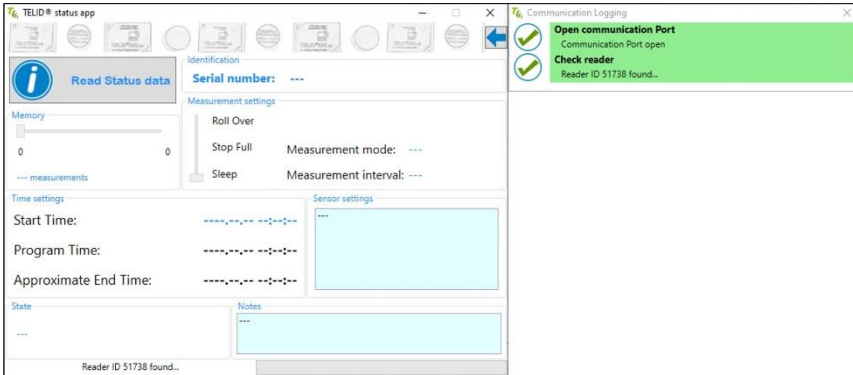 TELID® status app
Communication Logging
Open communication Port
Communication Port open
Check reader
Reader ID 51738 found...
Read Status data
Identification
Serial number: ---
Memory
0 0
--- measurements
Measurement settings
Roll Over
Stop Full
Sleep
Measurement mode: ---
Measurement interval: ---
Time settings
Start Time: ----.--.-- --:--:--
Program Time: ----.--.-- --:--:--
Approximate End Time: ----.--.-- --:--:--
Sensor settings
---
State
---
Notes
---
Reader ID 51738 found...